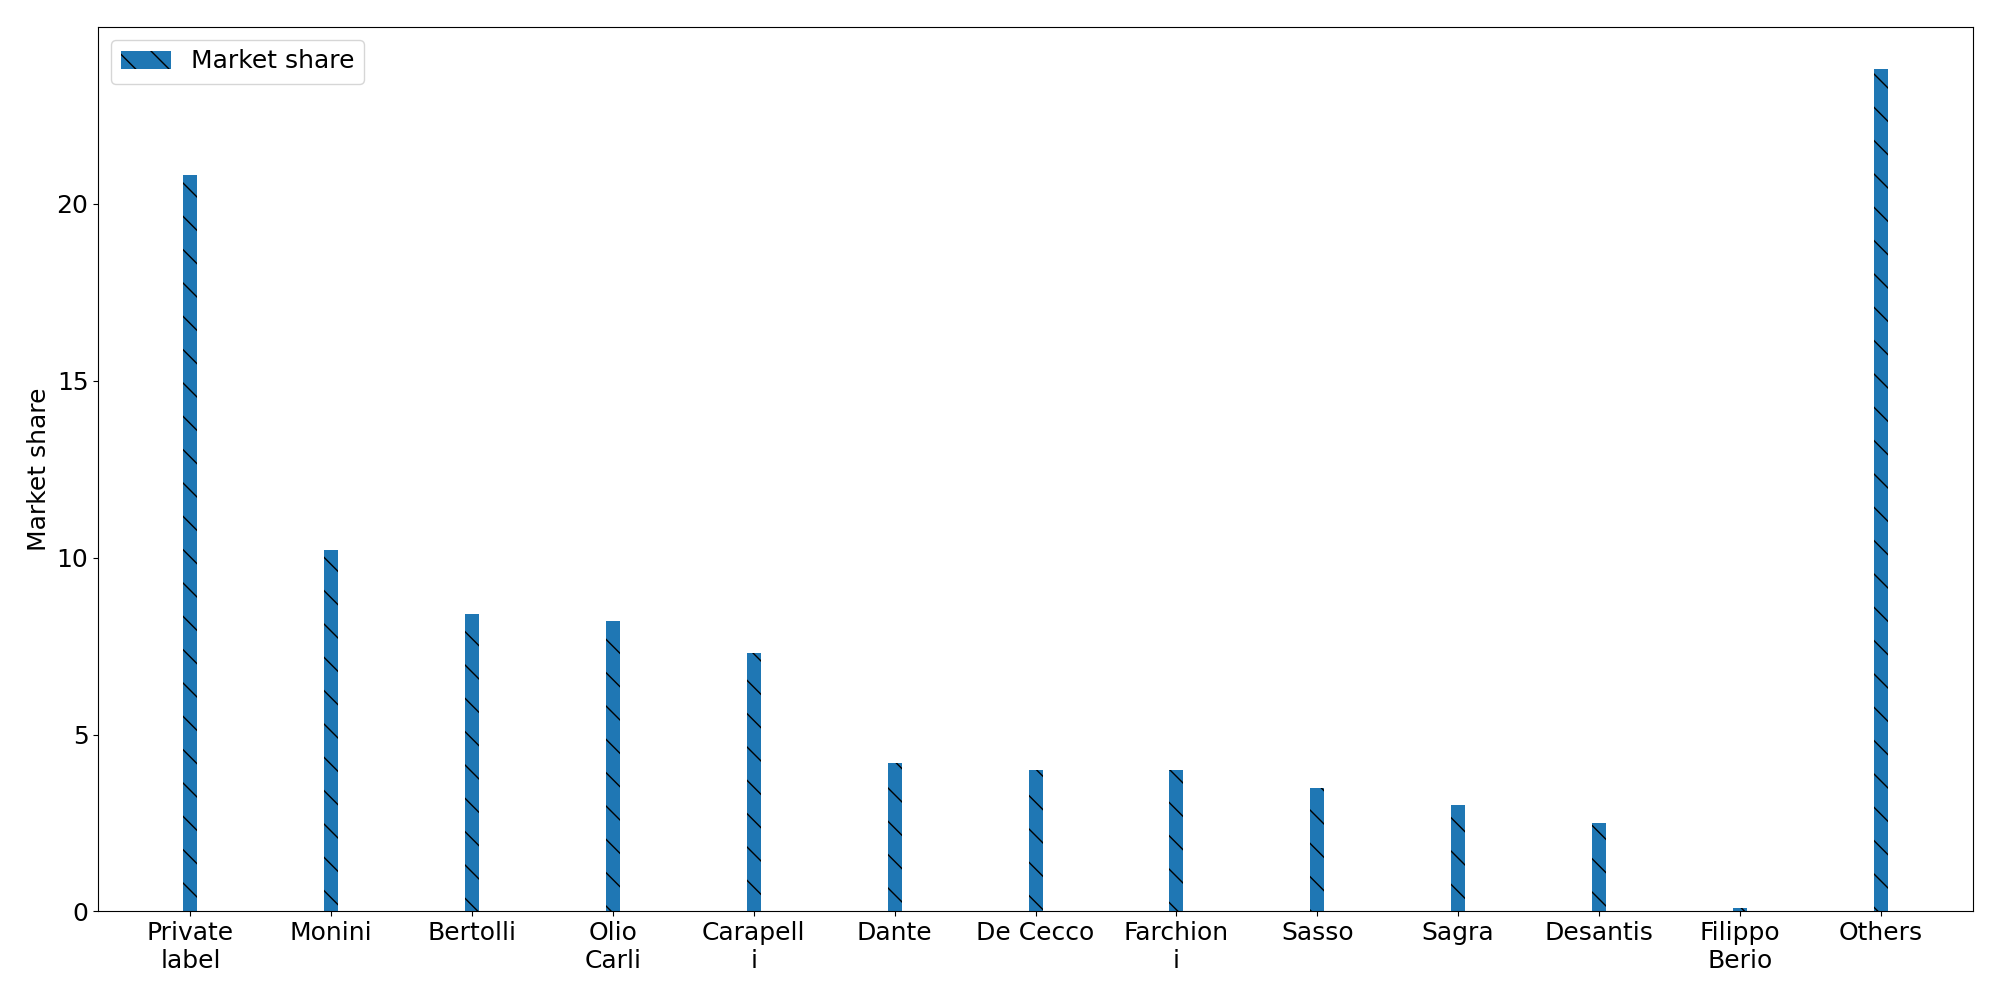 Market share
Market share
20
15
10
5
0
Private
label
Monini
Bertolli
Olio
Carli
Carapell
i
Dante
De Cecco
Farchion
i
Sasso
Sagra
Desantis
Filippo
Berio
Others